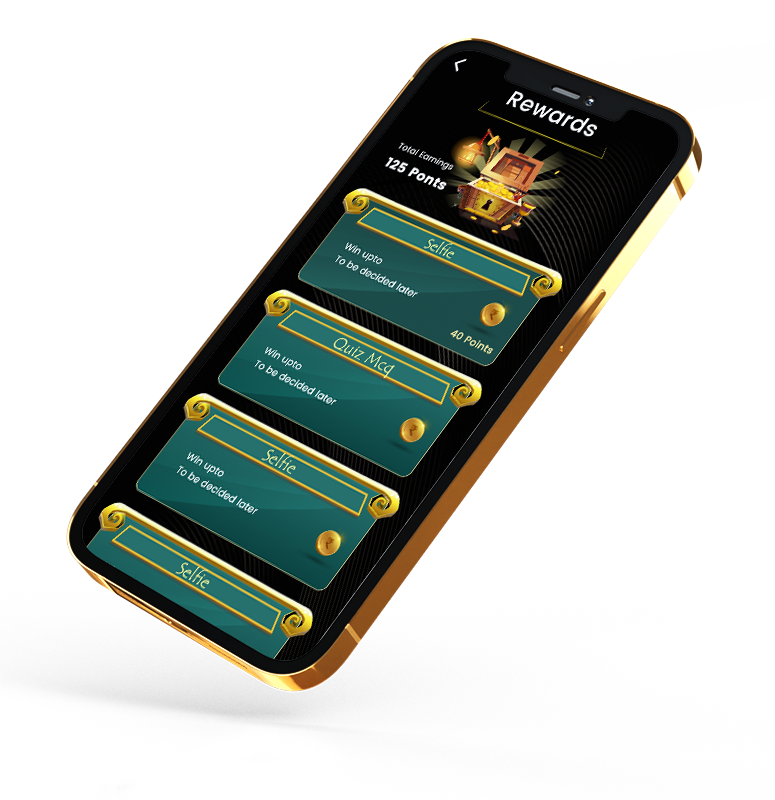 Rewards
Total Earnings
125 Ponts
Selfie
Win upto
To be decided later
40 Points
Quiz Mcq
Win upto
To be decided later
Selfie
Win upto
To be decided later
Selfie